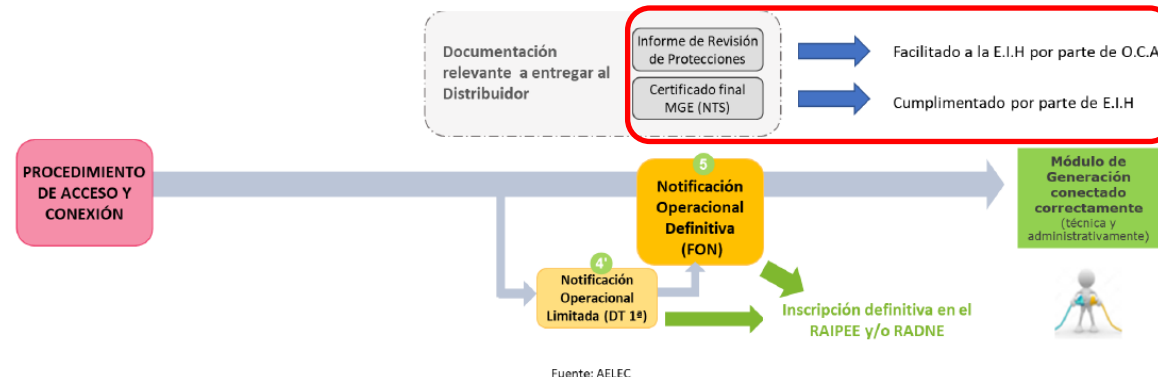 Documentación
relevante a entregar al
Distribuidor
Informe de Revisión
de Protecciones
Facilitado a la E.I.H por parte de O.C.A
Certificado final
MGE (NTS)
Cumplimentado por parte de E.I.H
PROCEDIMIENTO
DE ACCESO Y
CONEXIÓN
5
Notificación
Operacional
Definitiva
(FON)
Módulo de
Generación
conectado
correctamente
(técnica y
administrativamente)
4'
Notificación
Operacional
Limitada (DT 1ª)
Inscripción definitiva en el
RAIPEE y/o RADNE
Fuente: AELEC